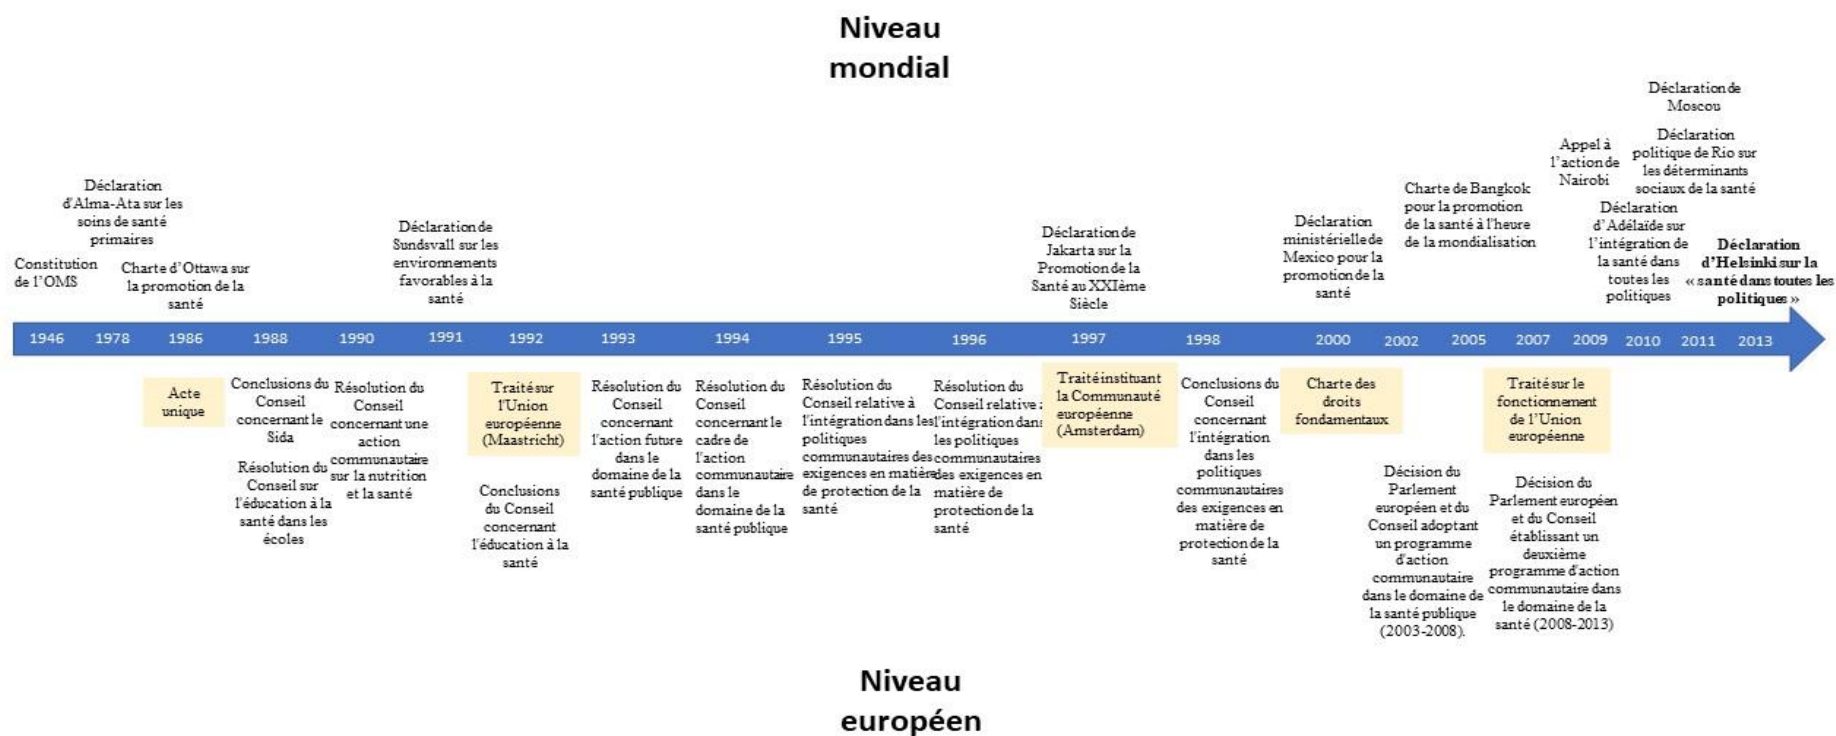 Niveau
mondial
Constitution
de l’OMS
Déclaration
d'Alma-Ata sur les
soins de santé
primaires
Charte d’Ottawa sur
la promotion de la
santé
Déclaration de
Sundsvall sur les
environnements
favorables à la
santé
Déclaration de
Jakarta sur la
Promotion de la
Santé au XXIème
Siècle
Déclaration
ministérielle de
Mexico pour la
promotion de la
santé
Charte de Bangkok
pour la promotion
de la santé à l'heure
de la mondialisation
Appel à
l’action de
Nairobi
Déclaration
d’Adélaïde sur
l’intégration de
la santé dans
toutes les
politiques
Déclaration de
Moscou
Déclaration
politique de Rio sur
les déterminants
sociaux de la santé
Déclaration
d’Helsinki sur la
« santé dans toutes les
politiques »
1946 1978 1986 1988 1990 1991 1992 1993 1994 1995 1996 1997 1998 2000 2002 2005 2007 2009 2010 2011 2013
Acte
unique
Conclusions du
Conseil
concernant le
Sida
Résolution du
Conseil sur
l'éducation à la
santé dans les
écoles
Résolution du
Conseil
concernant une
action
communautaire
sur la nutrition
et la santé
Traité sur
l'Union
européenne
(Maastricht)
Conclusions
du Conseil
concernant
l'éducation à la
santé
Résolution du
Conseil
concernant
l'action future
dans le
domaine de la
santé publique
Résolution du
Conseil
concernant le
cadre de
l'action
communautaire
dans le
domaine de la
santé publique
Résolution du
Conseil relative à
l'intégration dans les
politiques
communautaires des
exigences en matière
de protection de la
santé
Résolution du
Conseil relative à
l'intégration dans
les politiques
communautaires
des exigences en
matière de
protection de la
santé
Traité instituant
la Communauté
européenne
(Amsterdam)
Conclusions du
Conseil
concernant
l'intégration
dans les
politiques
communautaires
des exigences en
matière de
protection de la
santé
Charte des
droits
fondamentaux
Décision du
Parlement
européen et du
Conseil adoptant
un programme
d'action
communautaire
dans le domaine de
la santé publique
(2003-2008).
Traité sur le
fonctionnement
de l’Union
européenne
Décision du
Parlement européen
et du Conseil
établissant un
deuxième
programme d'action
communautaire dans
le domaine de la
santé (2008-2013)
Niveau
européen